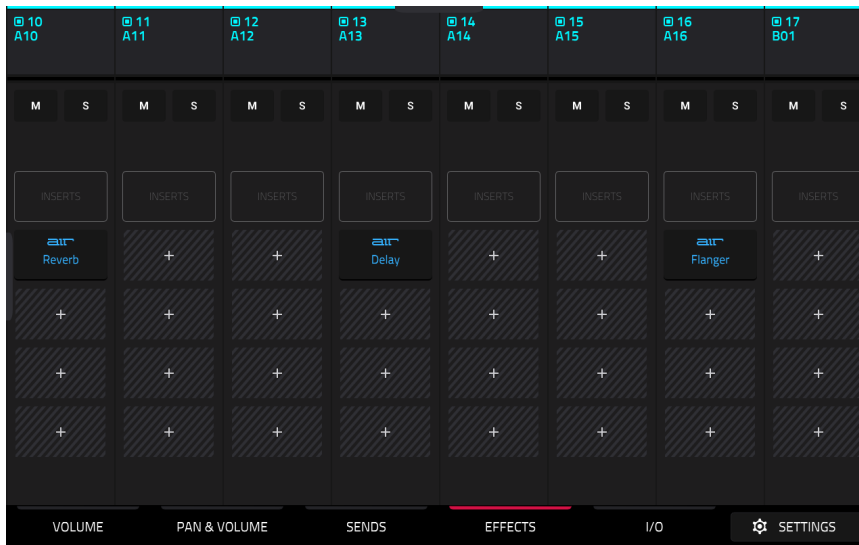 10 11 12 13 14 15 16 17
A10 A11 A12 A13 A14 A15 A16 B01
M S M S M S M S M S M S M S M S
INSERTS INSERTS INSERTS INSERTS INSERTS INSERTS INSERTS INSERTS
air air air
Reverb + + Delay + + Flanger +
+ + + + + + + +
+ + + + + + + +
+ + + + + + + +
VOLUME PAN & VOLUME SENDS EFFECTS I/O SETTINGS